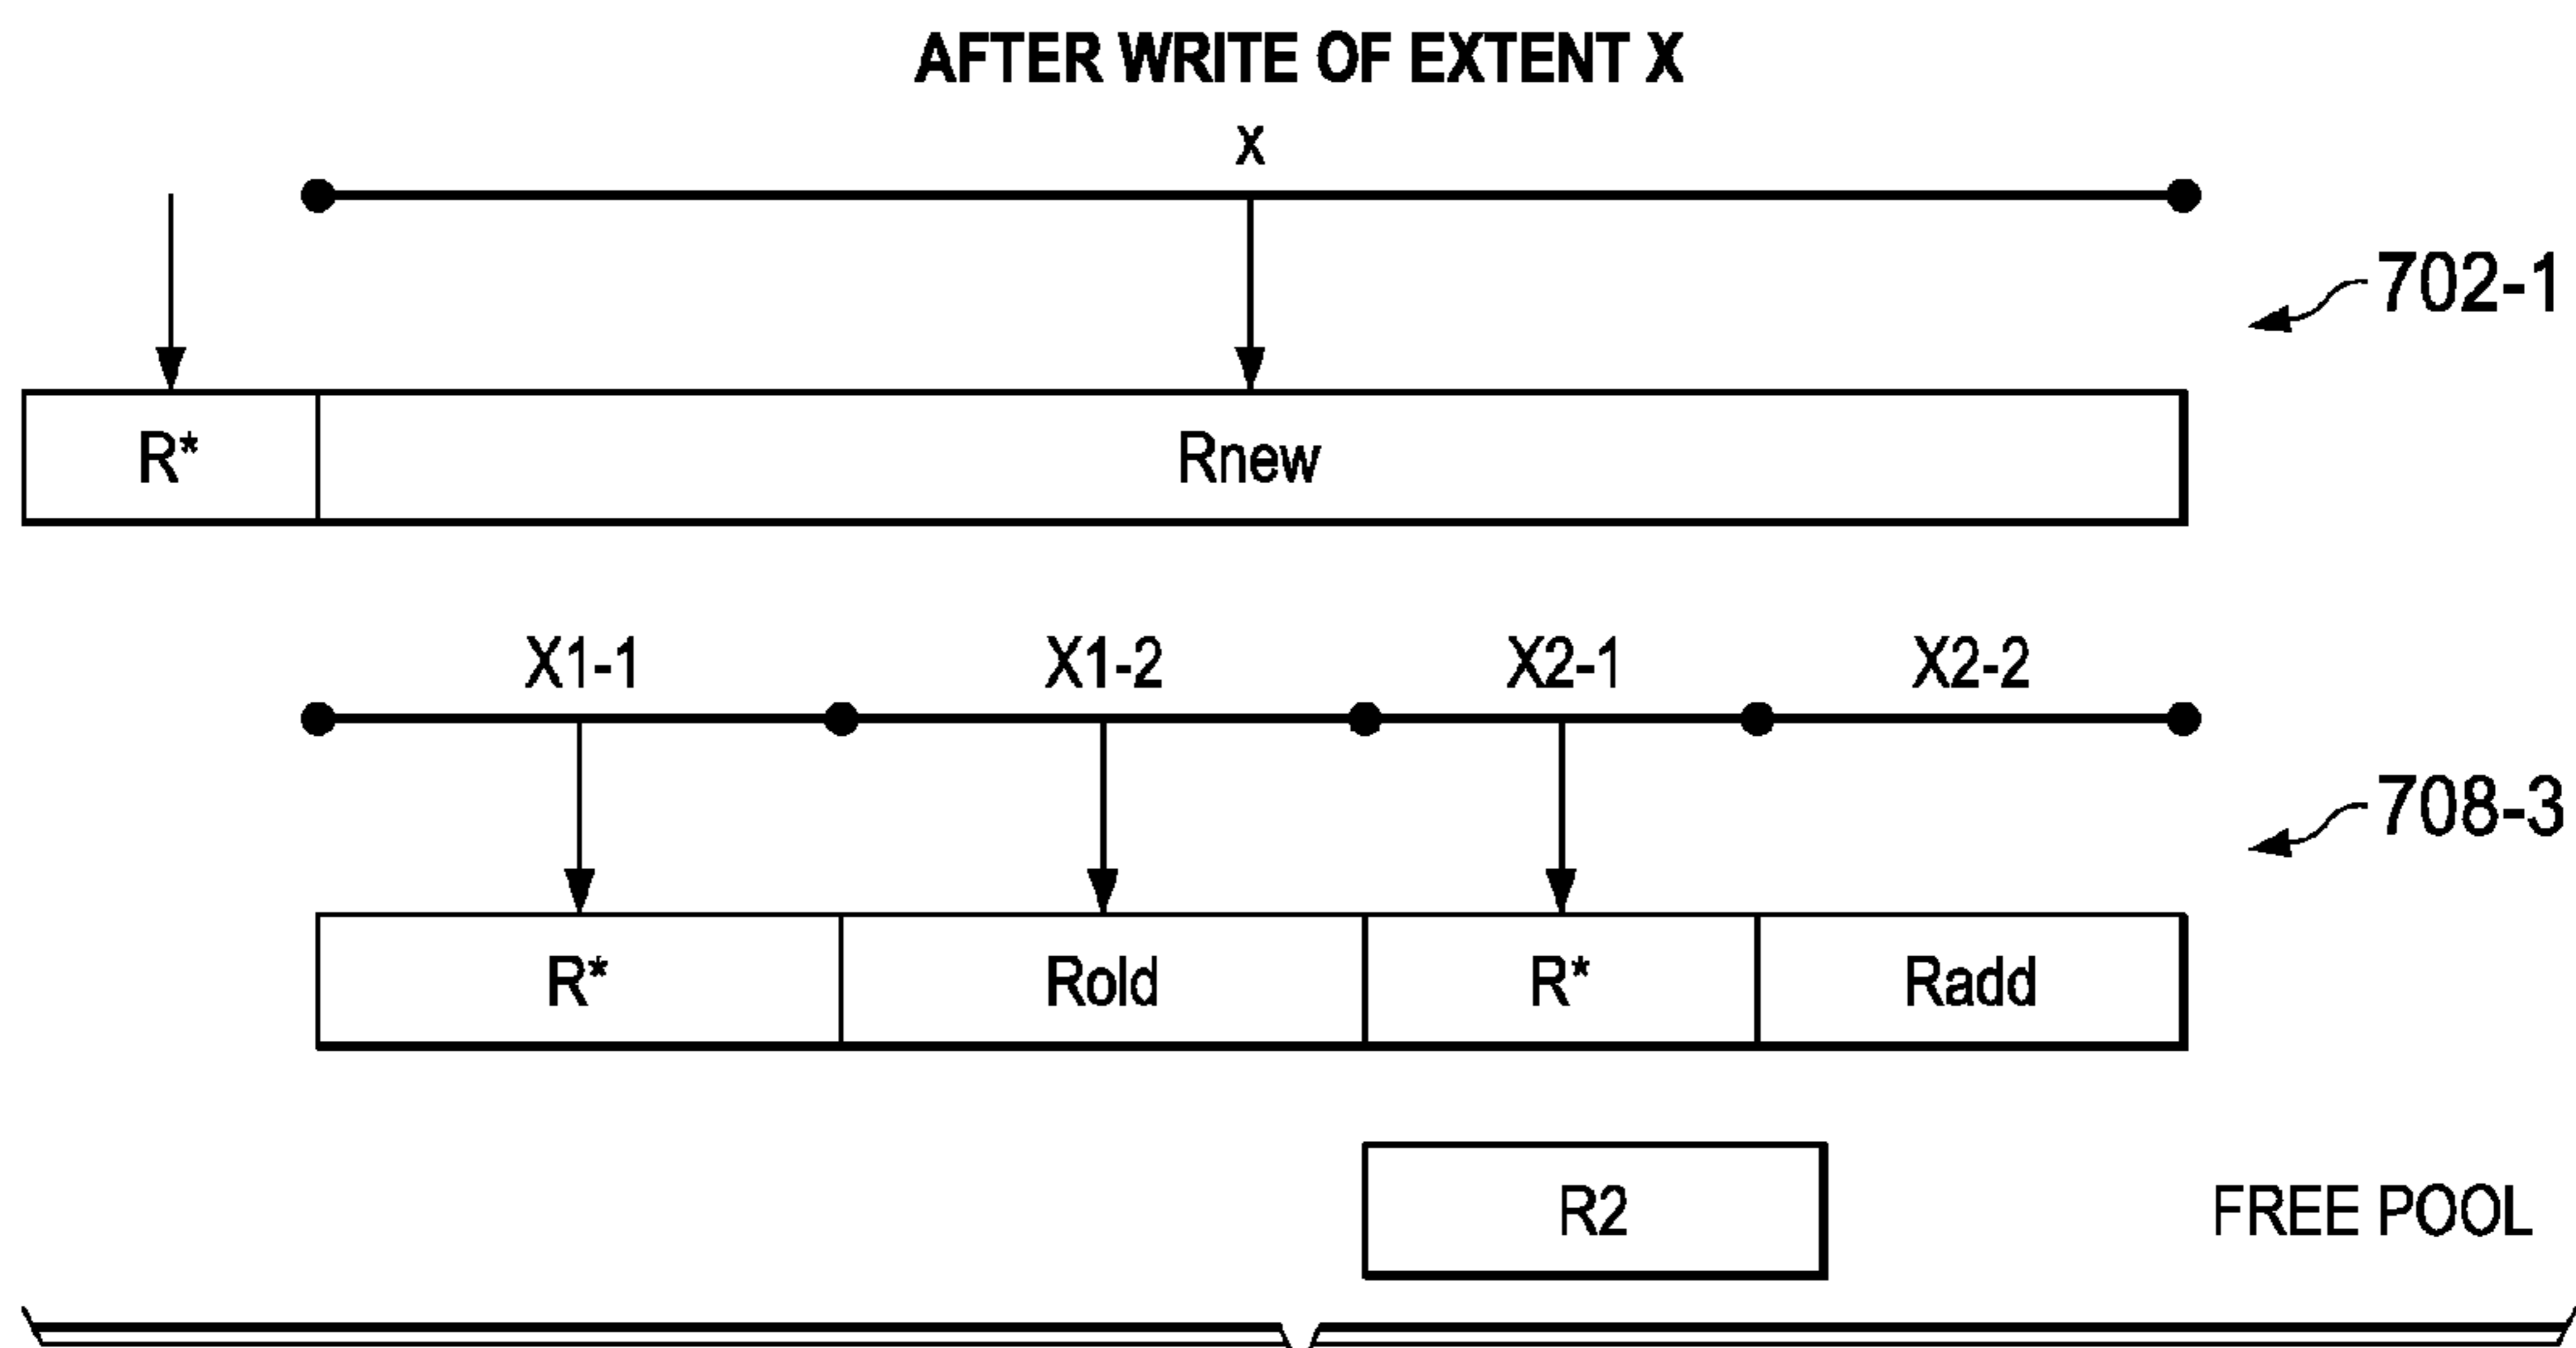 AFTER WRITE OF EXTENT X
X
702-1
R* Rnew
X1-1 X1-2 X2-1 X2-2
708-3
R* Rold R* Radd
R2 FREE POOL